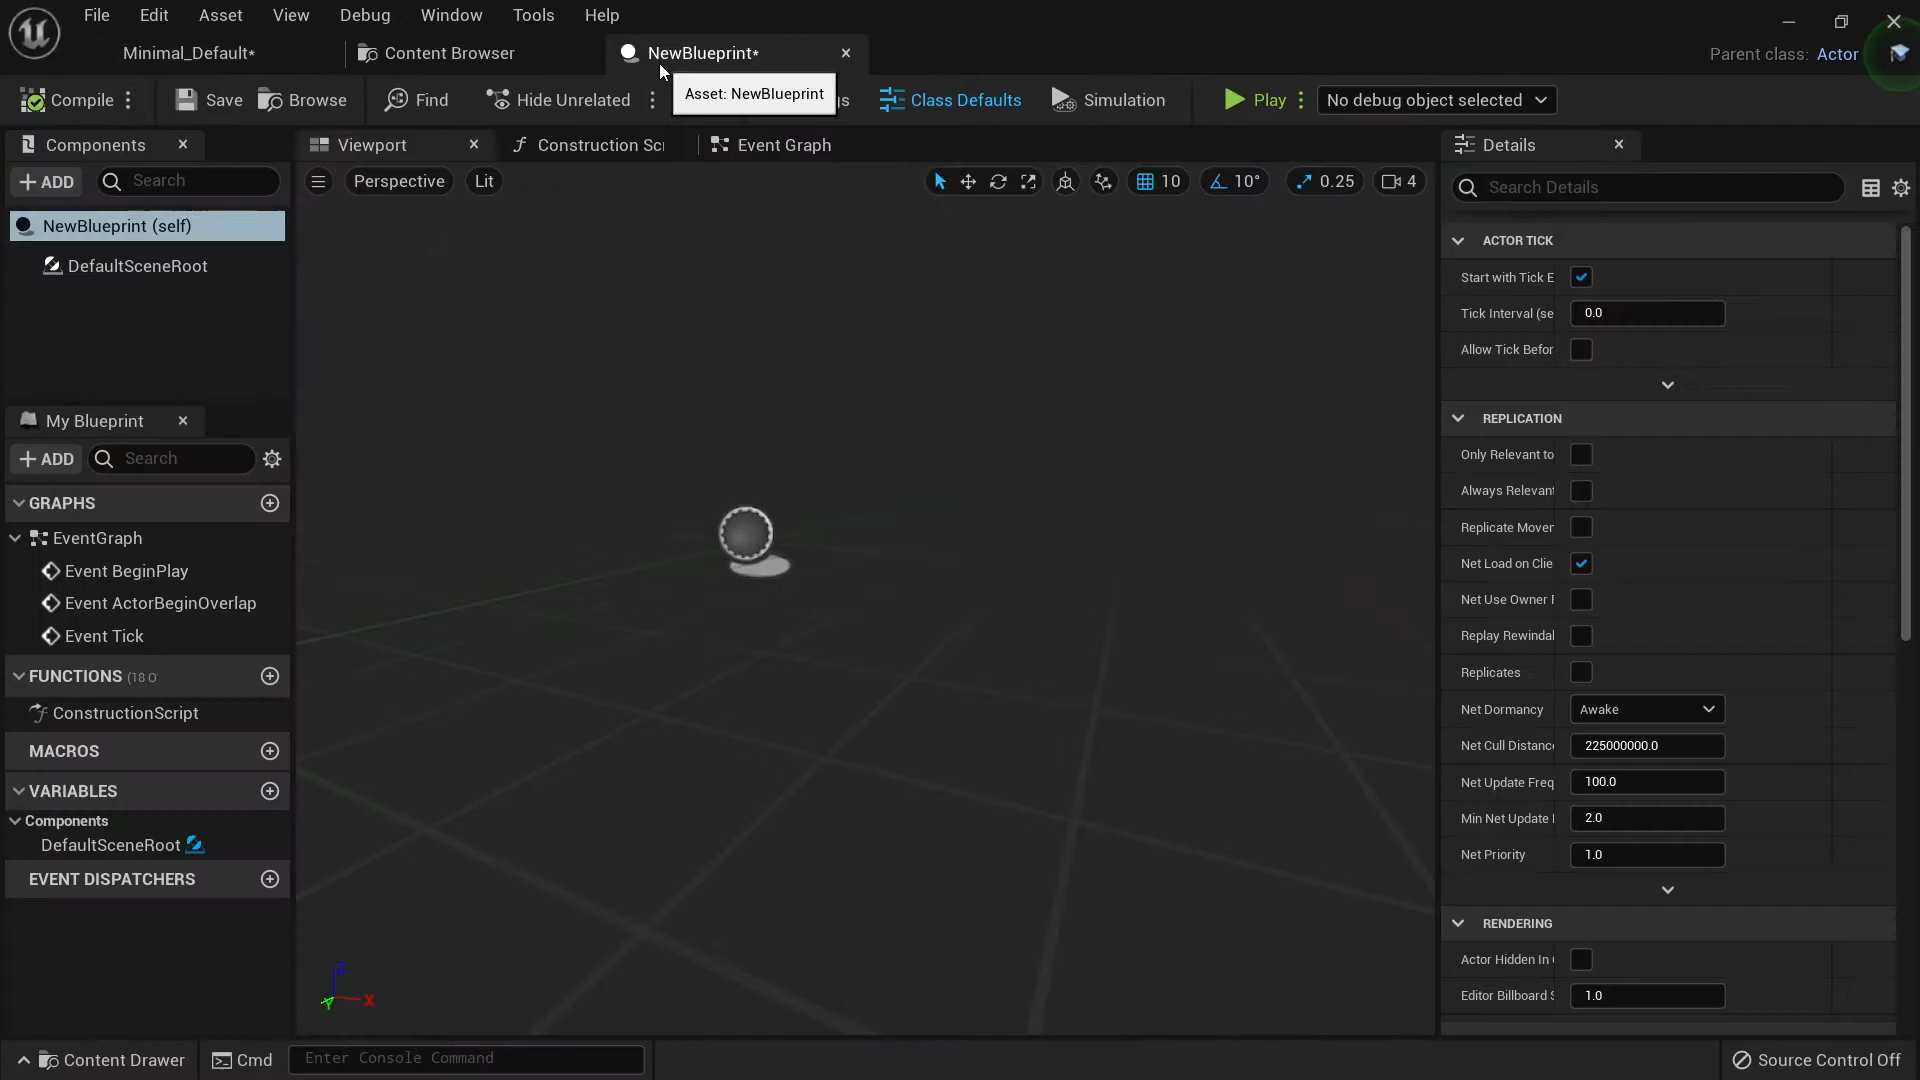 File Edit Asset View Debug Window Tools Help
Minimal_Default* Content Browser NewBlueprint* Parent class: Actor
Compile Save Browse Find Hide Unrelated Class Defaults Simulation Play No debug object selected
Asset: NewBlueprint
Components Viewport Construction Scr Event Graph Details
ADD Search Perspective Lit 10 10° 0.25 4 Search Details
NewBlueprint (self)
DefaultSceneRoot
My Blueprint
ADD Search
GRAPHS
EventGraph
Event BeginPlay
Event ActorBeginOverlap
Event Tick
FUNCTIONS (18 O
ConstructionScript
MACROS
VARIABLES
Components
DefaultSceneRoot
EVENT DISPATCHERS
Z
Y X
ACTOR TICK
Start with Tick E
Tick Interval (se 0.0
Allow Tick Befor
REPLICATION
Only Relevant to
Always Relevant
Replicate Mover
Net Load on Clie
Net Use Owner
Replay Rewindal
Replicates
Net Dormancy Awake
Net Cull Distance 225000000.0
Net Update Freq 100.0
Min Net Update 2.0
Net Priority 1.0
RENDERING
Actor Hidden In
Editor Billboard S 1.0
Content Drawer Cmd Enter Console Command Source Control Off